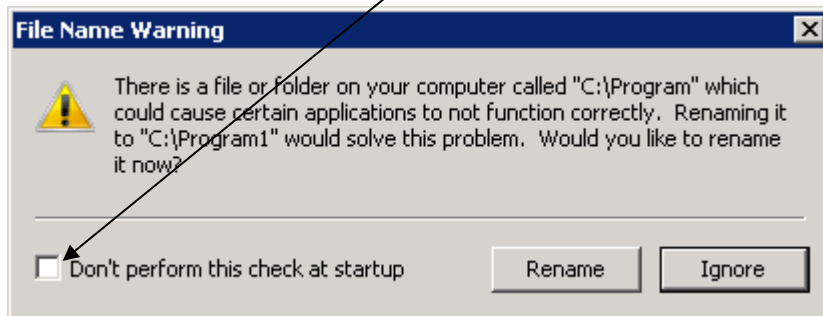 File Name Warning
There is a file or folder on your computer called "C:\Program" which
could cause certain applications to not function correctly. Renaming it
to "C:\Program1" would solve this problem. Would you like to rename
it now?
Don't perform this check at startup
Rename
Ignore